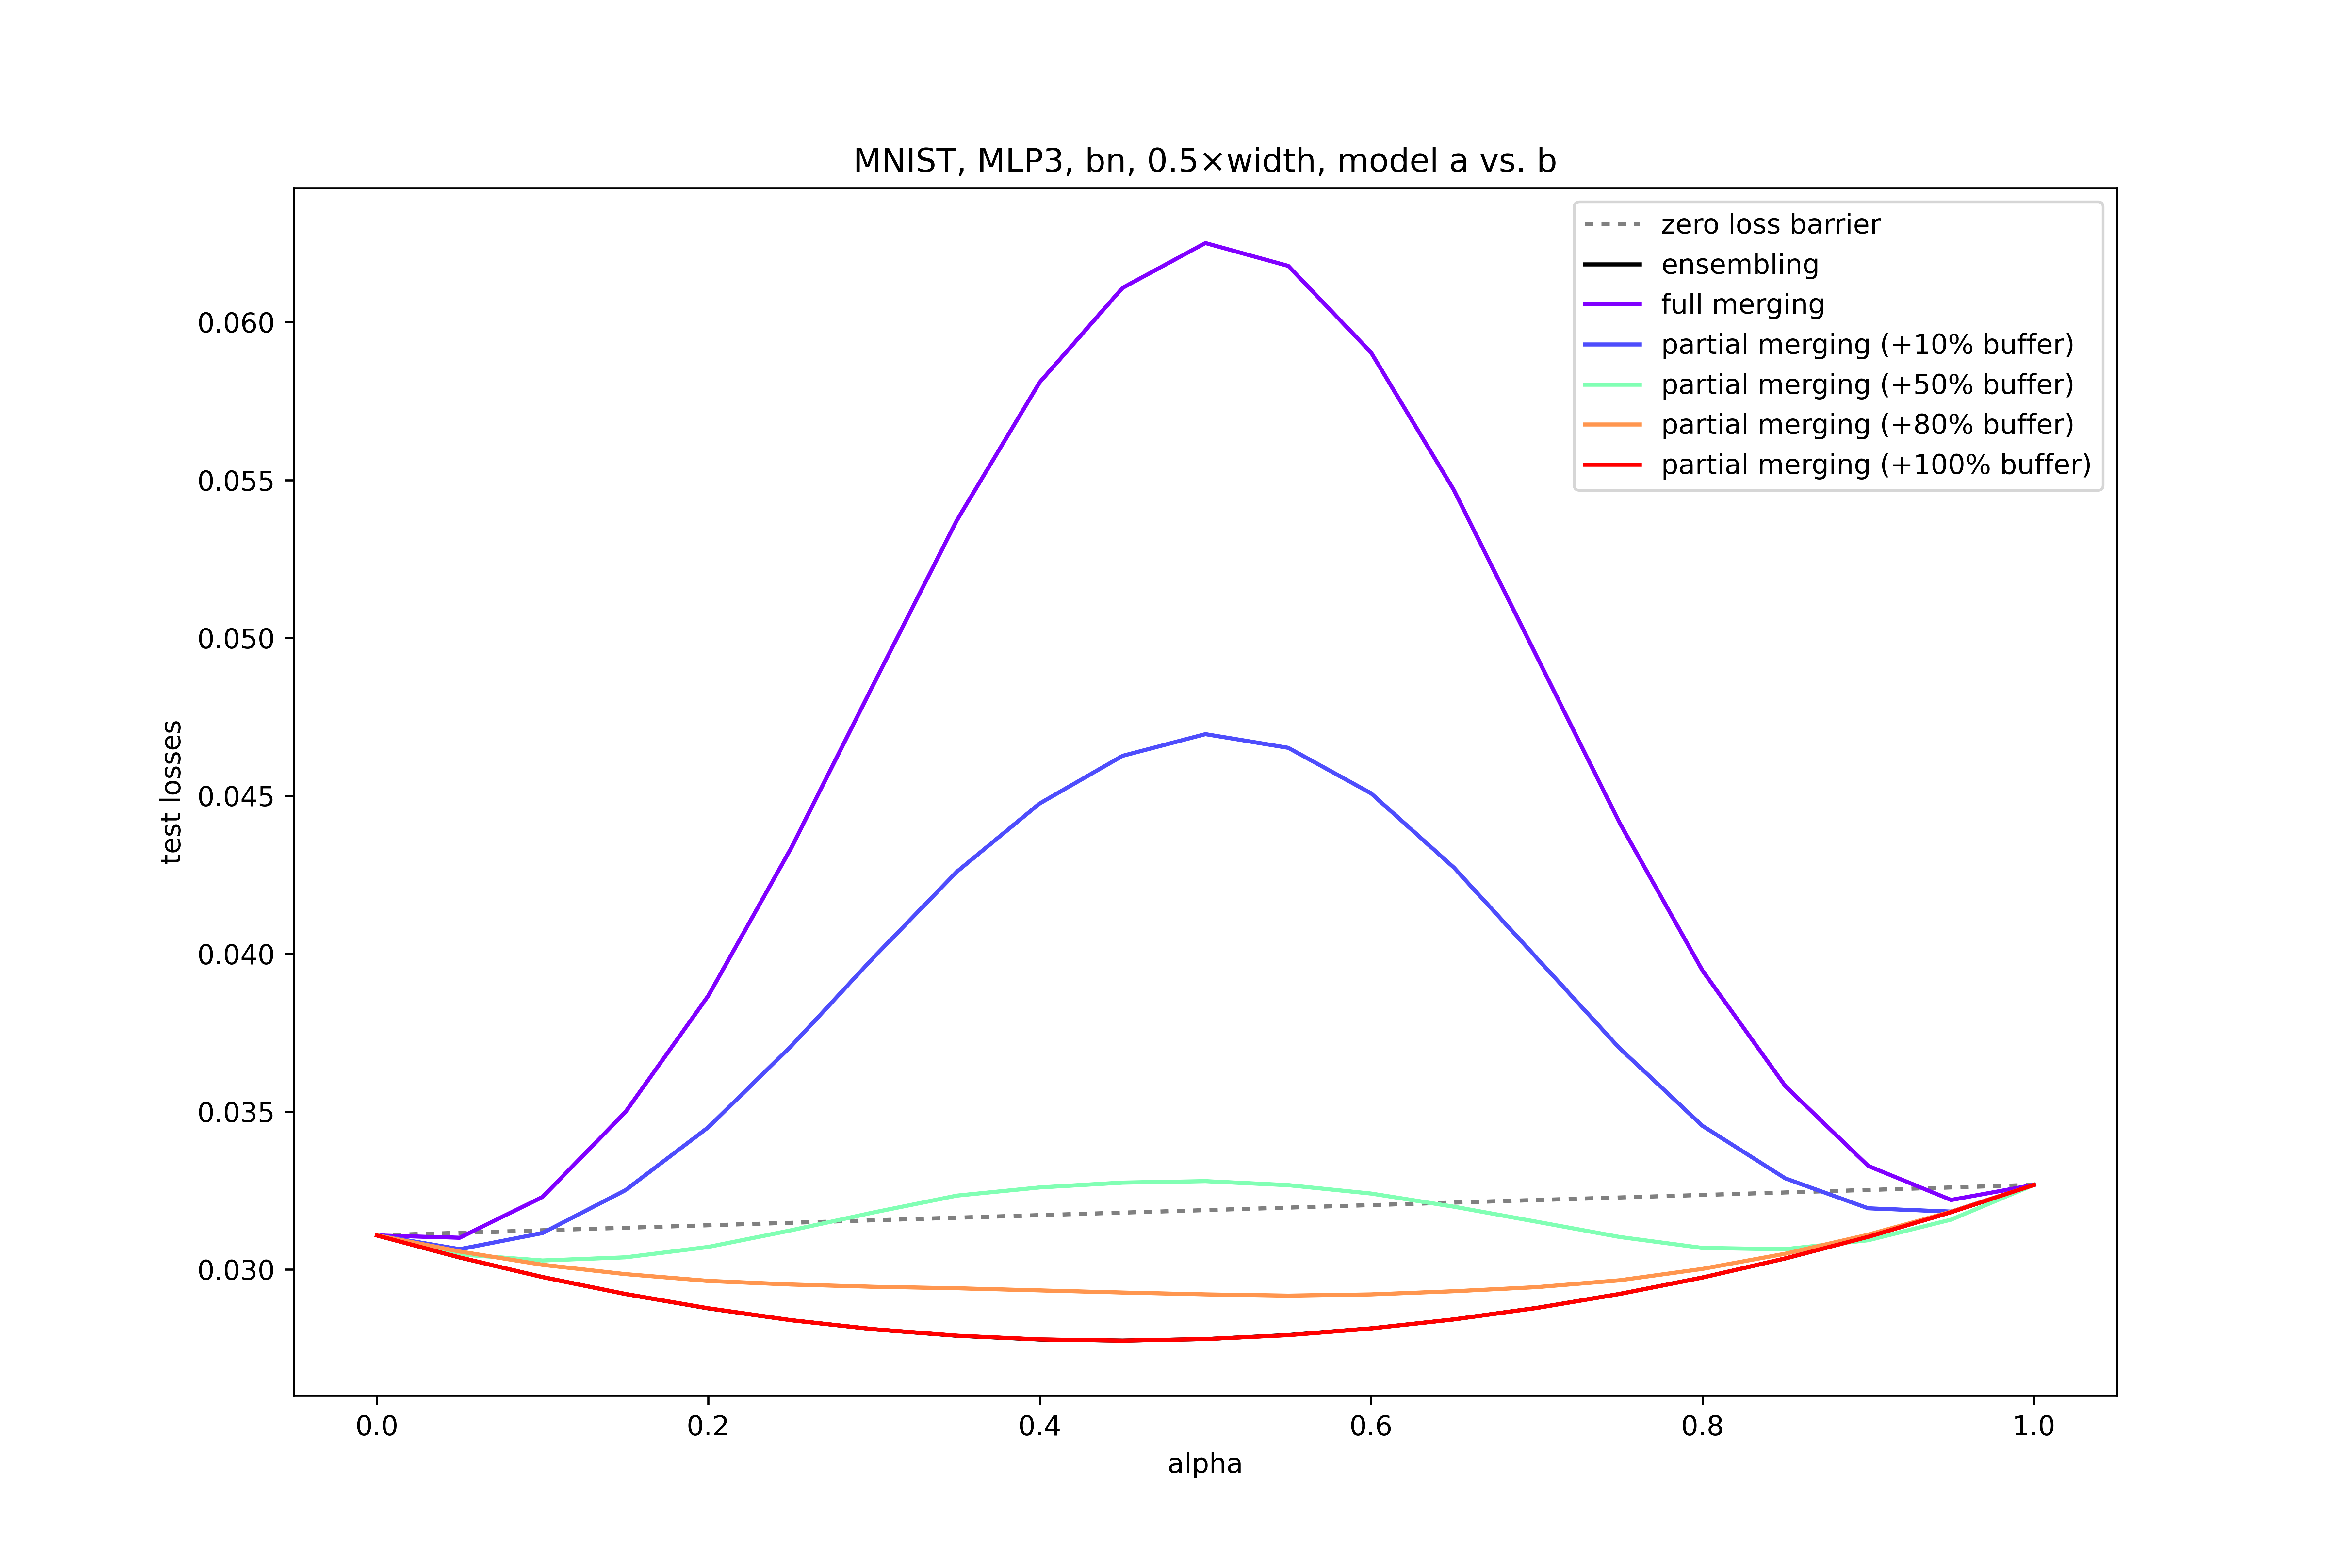 MNIST, MLP3, bn, 0.5×width, model a vs. b
zero loss barrier
ensembling
full merging
partial merging (+10% buffer)
partial merging (+50% buffer)
partial merging (+80% buffer)
partial merging (+100% buffer)
0.060
0.055
0.050
0.045
0.040
0.035
0.030
test losses
0.0 0.2 0.4 0.6 0.8 1.0
alpha